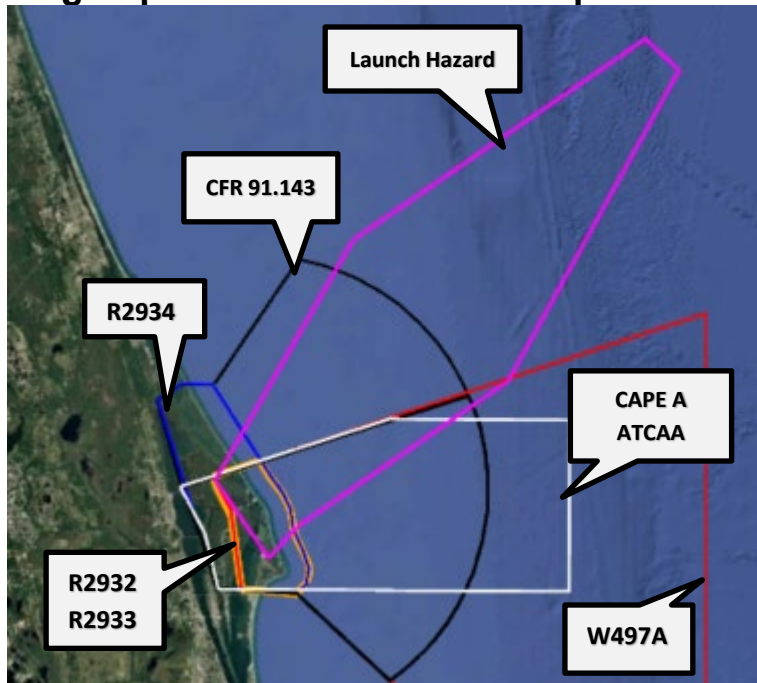 Launch Hazard
CFR 91.143
R2934
CAPE A
ATCAA
R2932
R2933
W497A